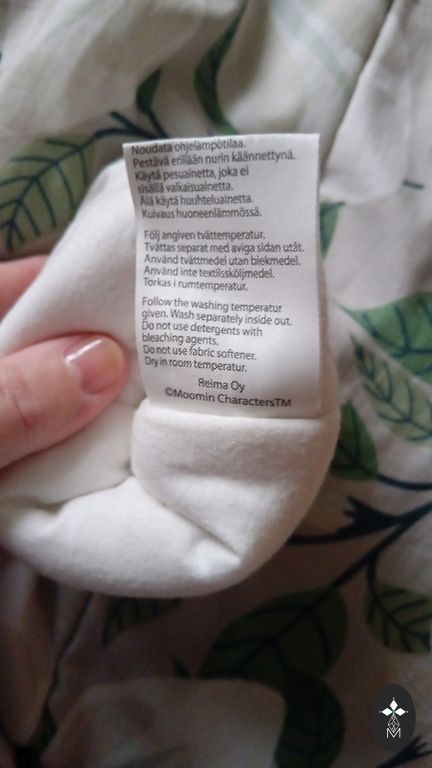 Noudata ohjelämpötilaa.
Pestävä erillään nurin käännettynä.
Käytä pesuainetta, joka ei
sisällä valkaisuainetta.
Älä käytä huuhteluainetta.
Kuivaus huoneenlämmössä.
Följ angiven tvättemperatur.
Tvättas separat med aviga sidan utåt.
Använd tvättmedel utan blekmedel.
Använd inte textilssköljmedel.
Torkas i rumtemperatur.
Follow the washing temperatur
given. Wash separately inside out.
Do not use detergents with
bleaching agents.
Do not use fabric softener.
Dry in room temperatur.
Reima Oy
©Moomin Characters™